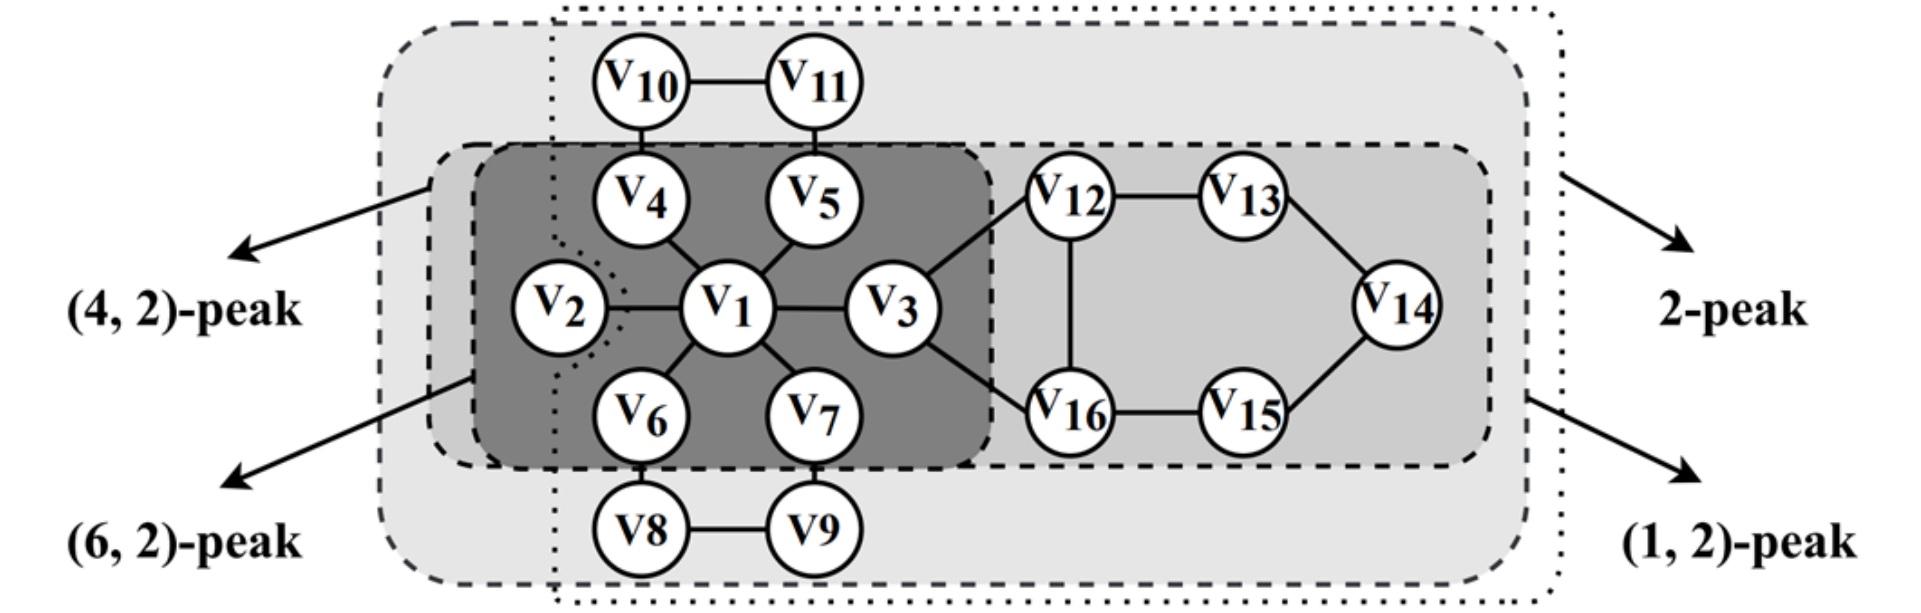 V10 V11
V4 V5 V12 V13
(4, 2)-peak V2 V1 V3 V14 2-peak
V6 V7 V16 V15
(6, 2)-peak V8 V9 (1, 2)-peak